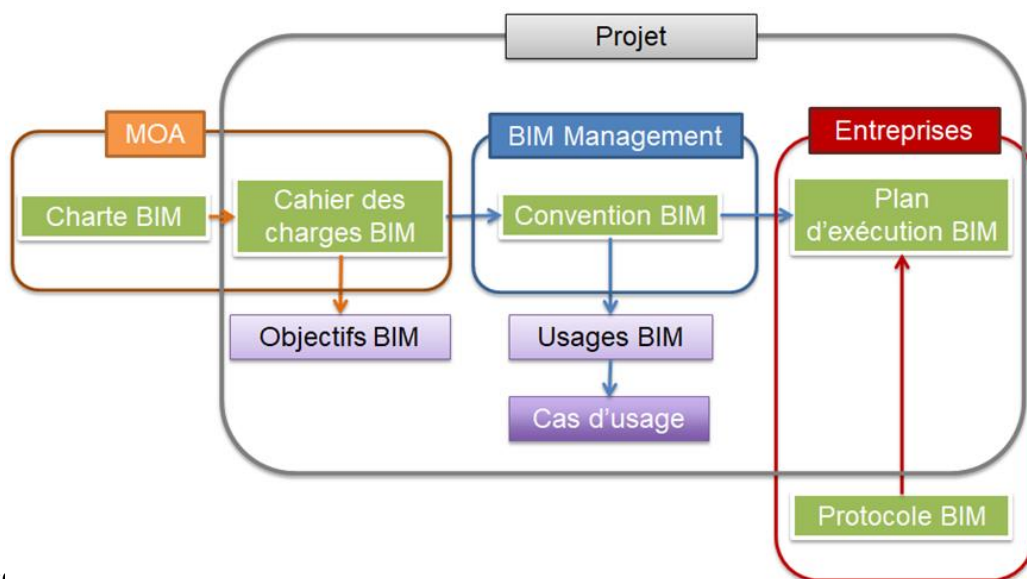 Projet
MOA
BIM Management
Entreprises
Charte BIM
Cahier des
charges BIM
Convention BIM
Plan
d'exécution BIM
Objectifs BIM
Usages BIM
Cas d'usage
Protocole BIM